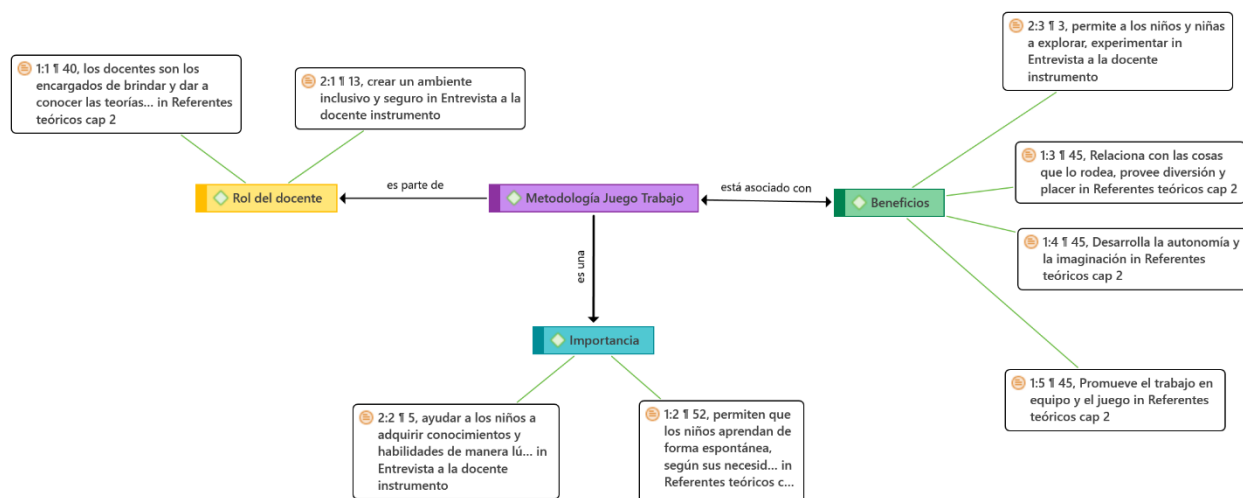 1:1 ¶ 40, los docentes son los
encargados de brindar y dar a
conocer las teorías... in Referentes
teóricos cap 2
2:1 ¶ 13, crear un ambiente
inclusivo y seguro in Entrevista a la
docente instrumento
2:3 ¶ 3, permite a los niños y niñas
a explorar, experimentar in
Entrevista a la docente
instrumento
1:3 ¶ 45, Relaciona con las cosas
que lo rodea, provee diversión y
placer in Referentes teóricos cap 2
Rol del docente
es parte de
Metodología Juego Trabajo
está asociado con
Beneficios
1:4 ¶ 45, Desarrolla la autonomía y
la imaginación in Referentes
teóricos cap 2
es una
Importancia
1:5 ¶ 45, Promueve el trabajo en
equipo y el juego in Referentes
teóricos cap 2
2:2 ¶ 5, ayudar a los niños a
adquirir conocimientos y
habilidades de manera lú... in
Entrevista a la docente
instrumento
1:2 ¶ 52, permiten que
los niños aprendan de
forma espontánea,
según sus necesid... in
Referentes teóricos c...